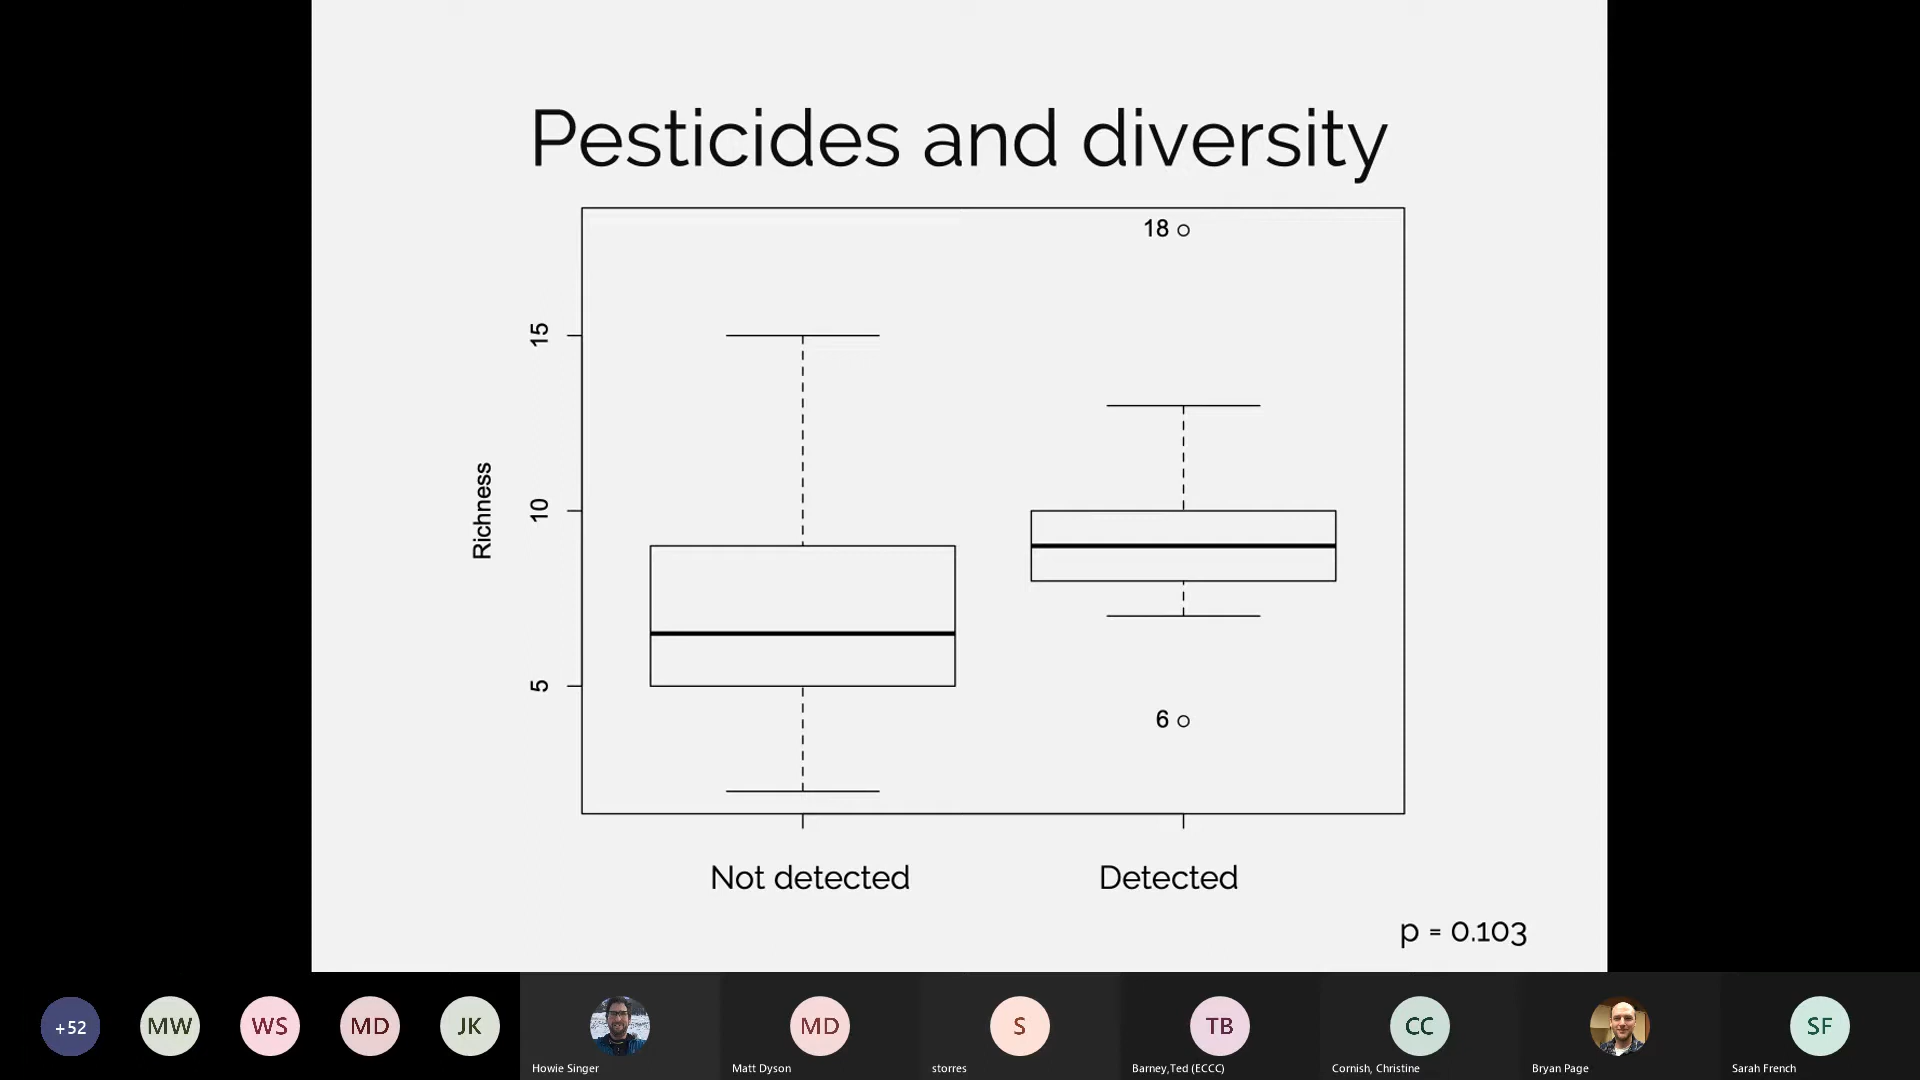 Pesticides and diversity
18
15
10
5
Richness
6
Not detected
Detected
p = 0.103
+52
MW
WS
MD
JK
MD
S
TB
CC
SF
Howie Singer
Matt Dyson
storres
Barney,Ted (ECCC)
Cornish, Christine
Bryan Page
Sarah French